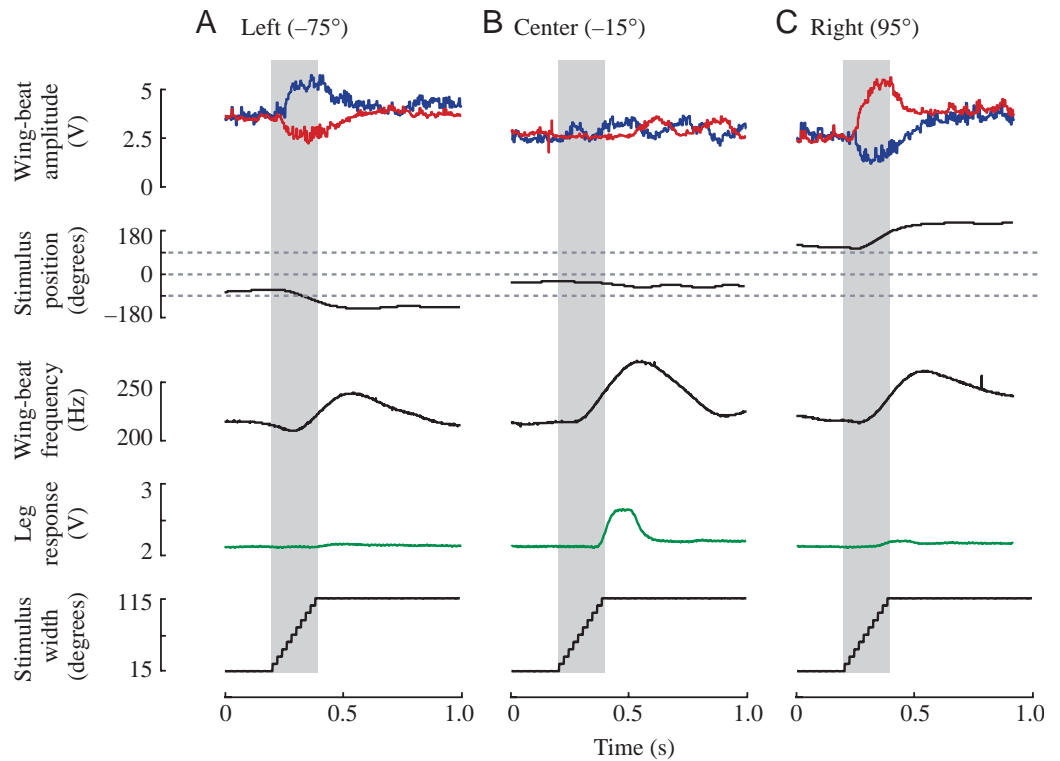 A Left (–75°)
B Center (–15°)
C Right (95°)
Wing-beat
amplitude
(V)
5
2.5
0
Stimulus
position
(degrees)
180
0
–180
Wing-beat
frequency
(Hz)
250
200
Leg
response
(V)
3
2
Stimulus
width
(degrees)
115
15
0 0.5 1.0
0 0.5 1.0
0 0.5 1.0
Time (s)